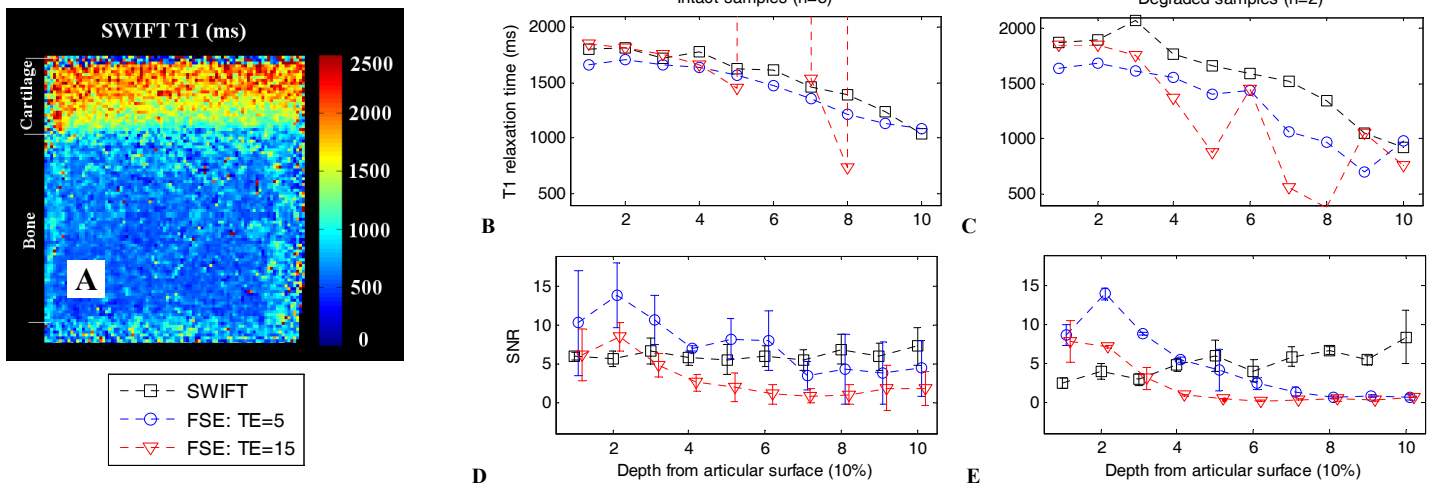 SWIFT T1 (ms)
Cartilage
Bone
A
2500
2000
1500
1000
500
0
SWIFT
FSE: TE=5
FSE: TE=15
Intact samples
T1 relaxation time (ms)
2000
1500
1000
500
2 4 6 8 10
B
Degraded samples (n=2)
2000
1500
1000
500
2 4 6 8 10
C
SNR
15
10
5
0
2 4 6 8 10
D
Depth from articular surface (10%)
15
10
5
0
2 4 6 8 10
E
Depth from articular surface (10%)